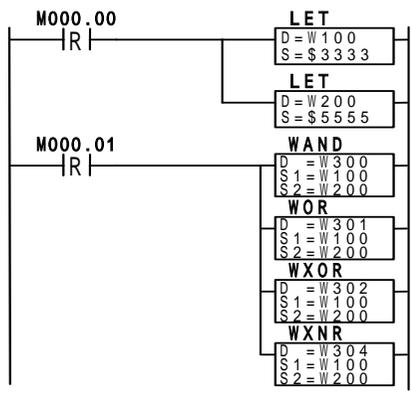 M000.00
LET
R
D=W100
S=$3333
LET
D=W200
S=$5555
M000.01
WAND
R
D =W300
S1=W100
S2=W200
WOR
D =W301
S1=W100
S2=W200
WXOR
D =W302
S1=W100
S2=W200
WXNR
D =W304
S1=W100
S2=W200